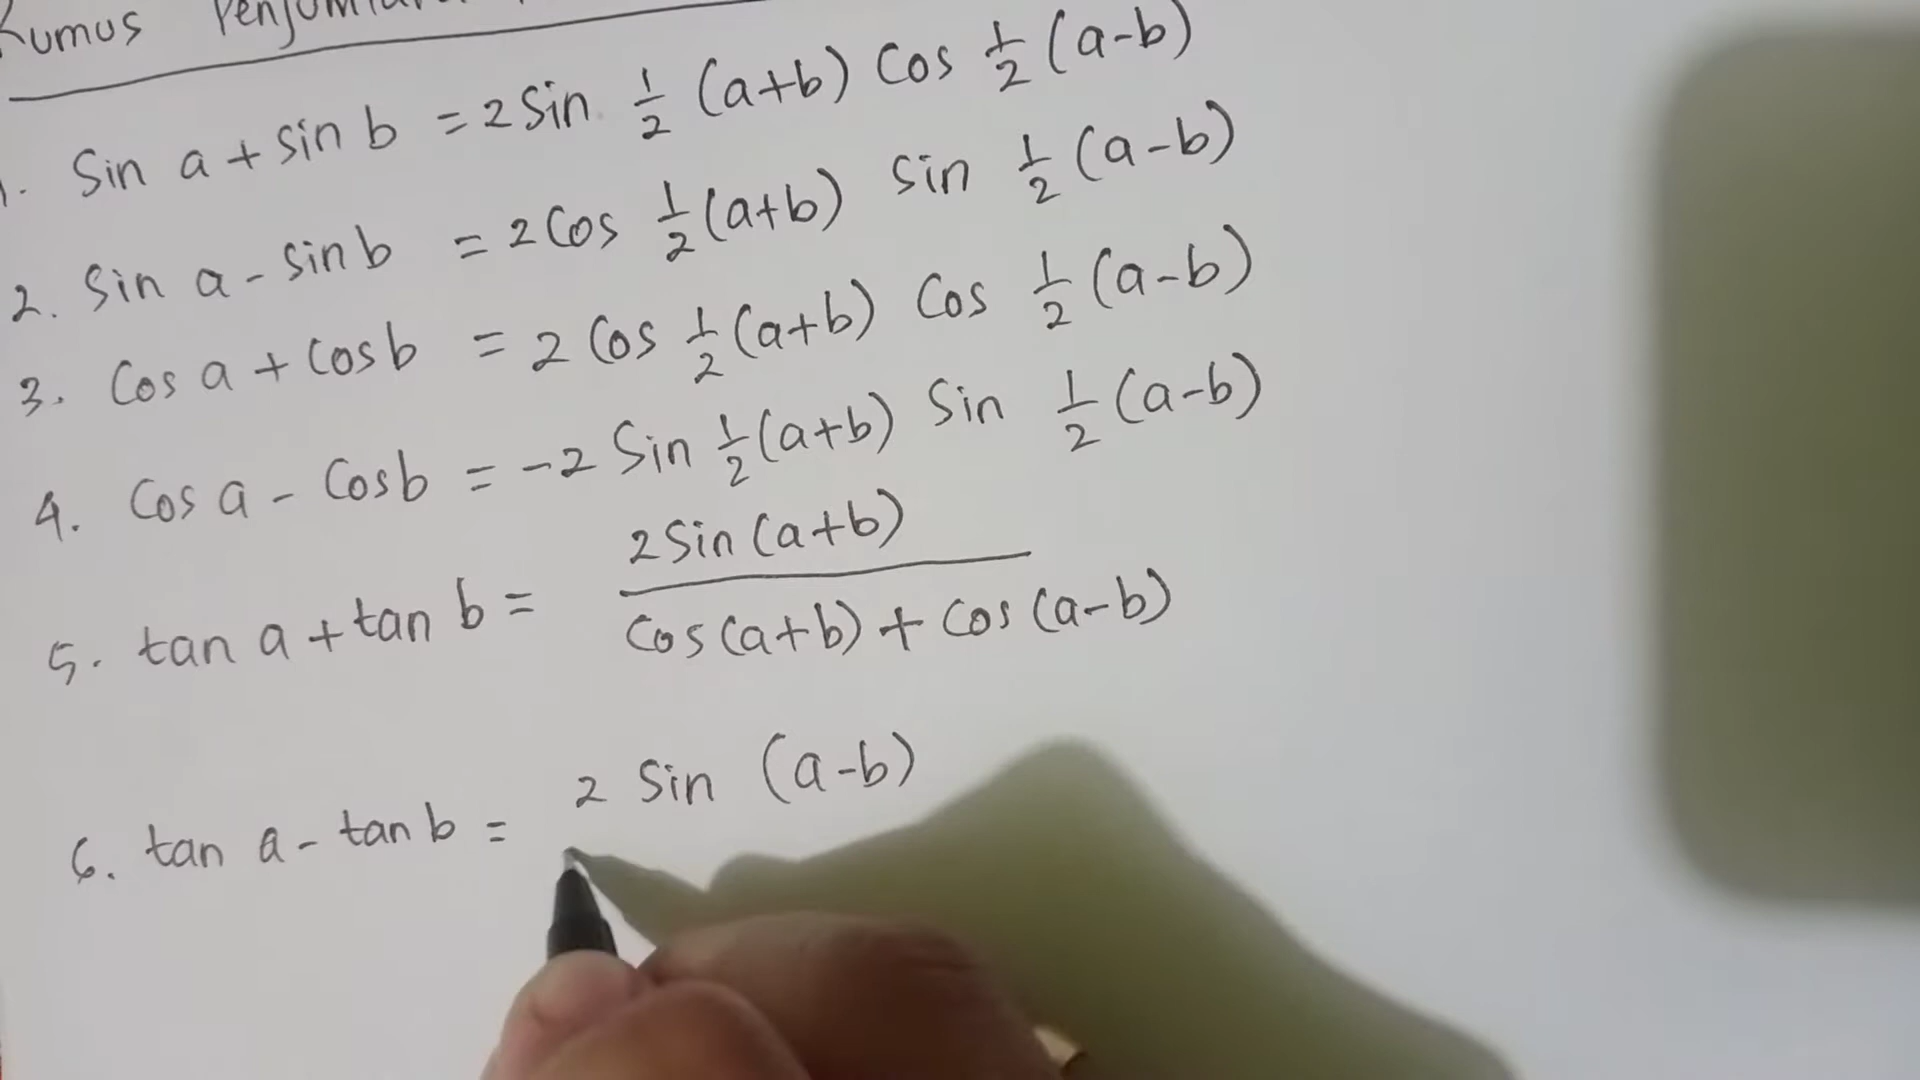 Rumus
1. Sin a + sin b = 2 Sin 1/2 (a+b) Cos 1/2 (a-b)
2. Sin a - sin b = 2 Cos 1/2 (a+b) sin 1/2 (a-b)
3. Cos a + Cos b = 2 Cos 1/2 (a+b) Cos 1/2 (a-b)
4. Cos a - Cos b = -2 Sin 1/2 (a+b) Sin 1/2 (a-b)
5. tan a + tan b = 2 Sin (a+b) / Cos (a+b) + Cos (a-b)
6. tan a - tan b = 2 Sin (a-b)